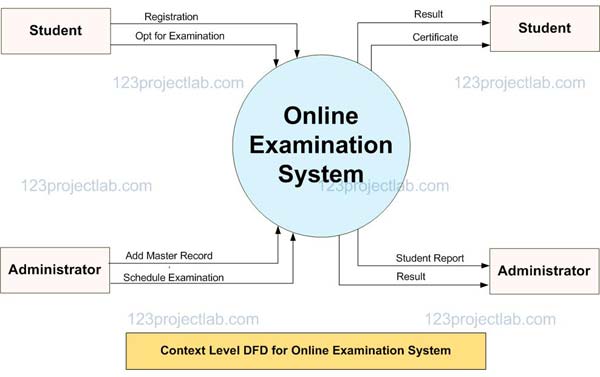 Student
Registration
Opt for Examination
Result
Certificate
Student
123projectlab.com
123projectlab.com
Online
Examination
System
123projectlab.com
123projectlab.com
Administrator
Add Master Record
Schedule Examination
Student Report
Result
Administrator
123projectlab.com
123projectlab.com
Context Level DFD for Online Examination System